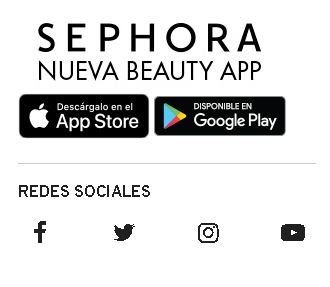 SEPHORA
NUEVA BEAUTY APP
Descárgalo en el
App Store
DISPONIBLE EN
Google Play
REDES SOCIALES